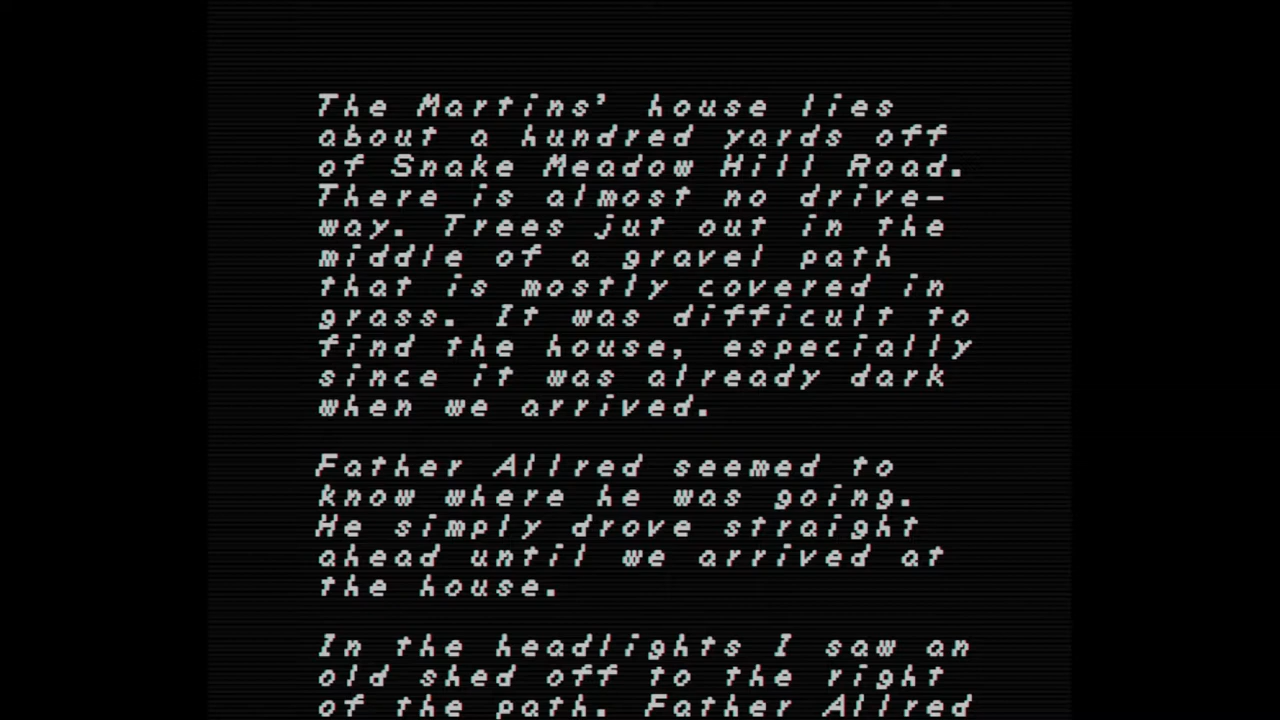 The Martins' house lies
about a hundred yards off
of Snake Meadow Hill Road.
There is almost no drive-
way. Trees jut out in the
middle of a gravel path
that is mostly covered in
grass. It was difficult to
find the house, especially
since it was already dark
when we arrived.
Father Allred seemed to
know where he was going.
He simply drove straight
ahead until we arrived at
the house.
In the headlights I saw an
old shed off to the right
of the path. Father Allred